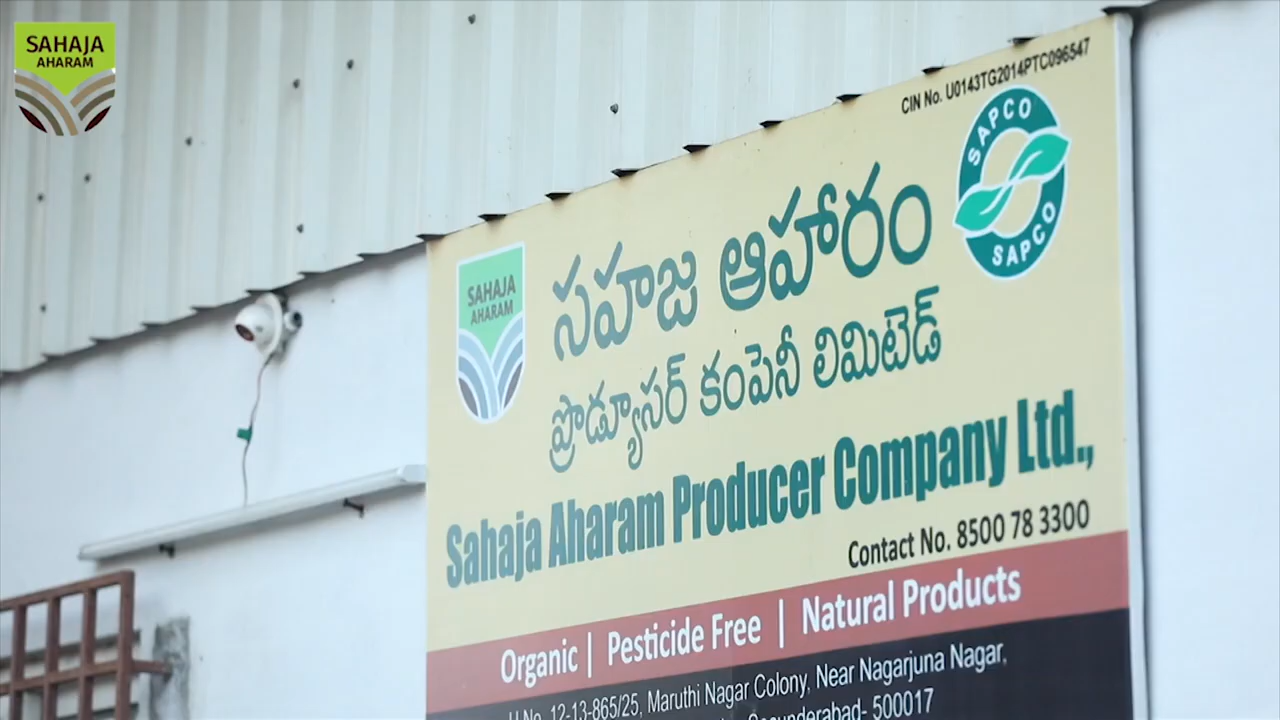 SAHAJA
AHARAM
CIN No. U0143TG2014PTC096547
SAPCO
SAPCO
SAHAJA
AHARAM
సహజ ఆహారం
ప్రొడ్యూసర్ కంపెనీ లిమిటెడ్
Sahaja Aharam Producer Company Ltd.,
Contact No. 8500 78 3300
Organic | Pesticide Free | Natural Products
12-13-865/25, Maruthi Nagar Colony, Near Nagarjuna Nagar,
Secunderabad- 500017